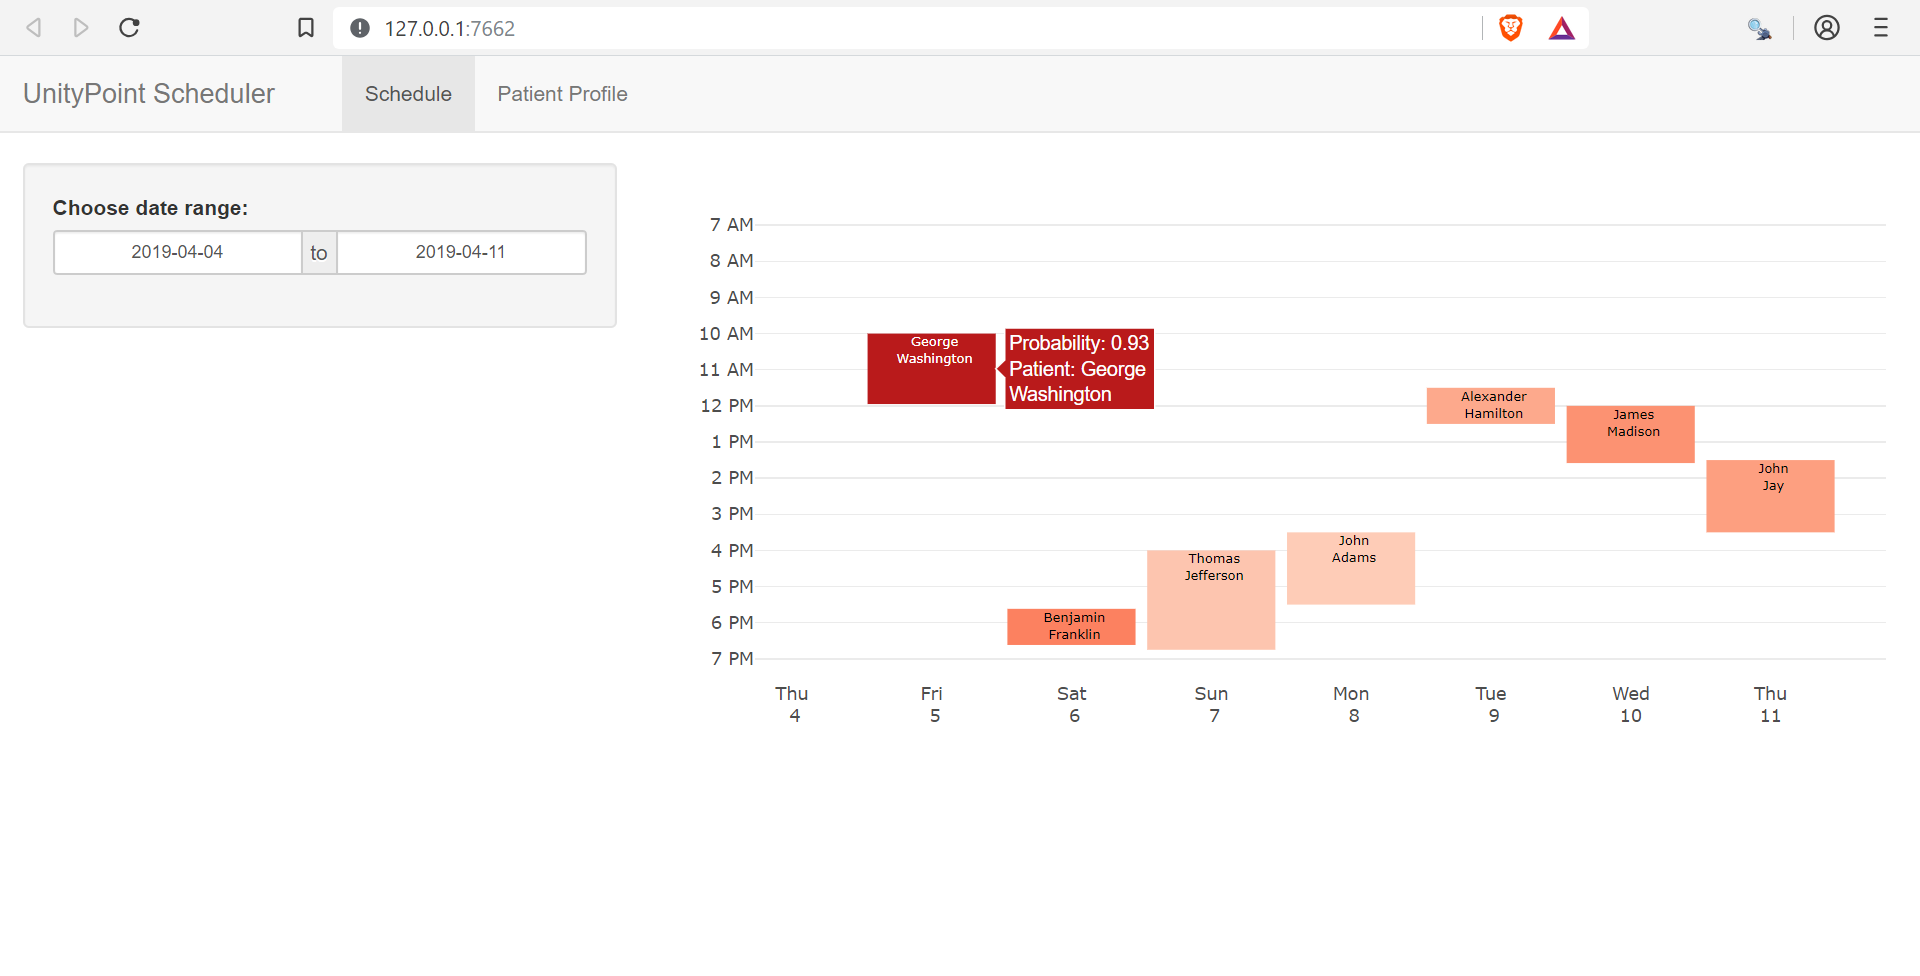 127.0.0.1:7662
UnityPoint Scheduler
Schedule
Patient Profile
Choose date range:
2019-04-04 to 2019-04-11
7 AM
8 AM
9 AM
10 AM
11 AM
12 PM
1 PM
2 PM
3 PM
4 PM
5 PM
6 PM
7 PM
George
Washington
Probability: 0.93
Patient: George
Washington
Benjamin
Franklin
Thomas
Jefferson
John
Adams
Alexander
Hamilton
James
Madison
John
Jay
Thu
4
Fri
5
Sat
6
Sun
7
Mon
8
Tue
9
Wed
10
Thu
11